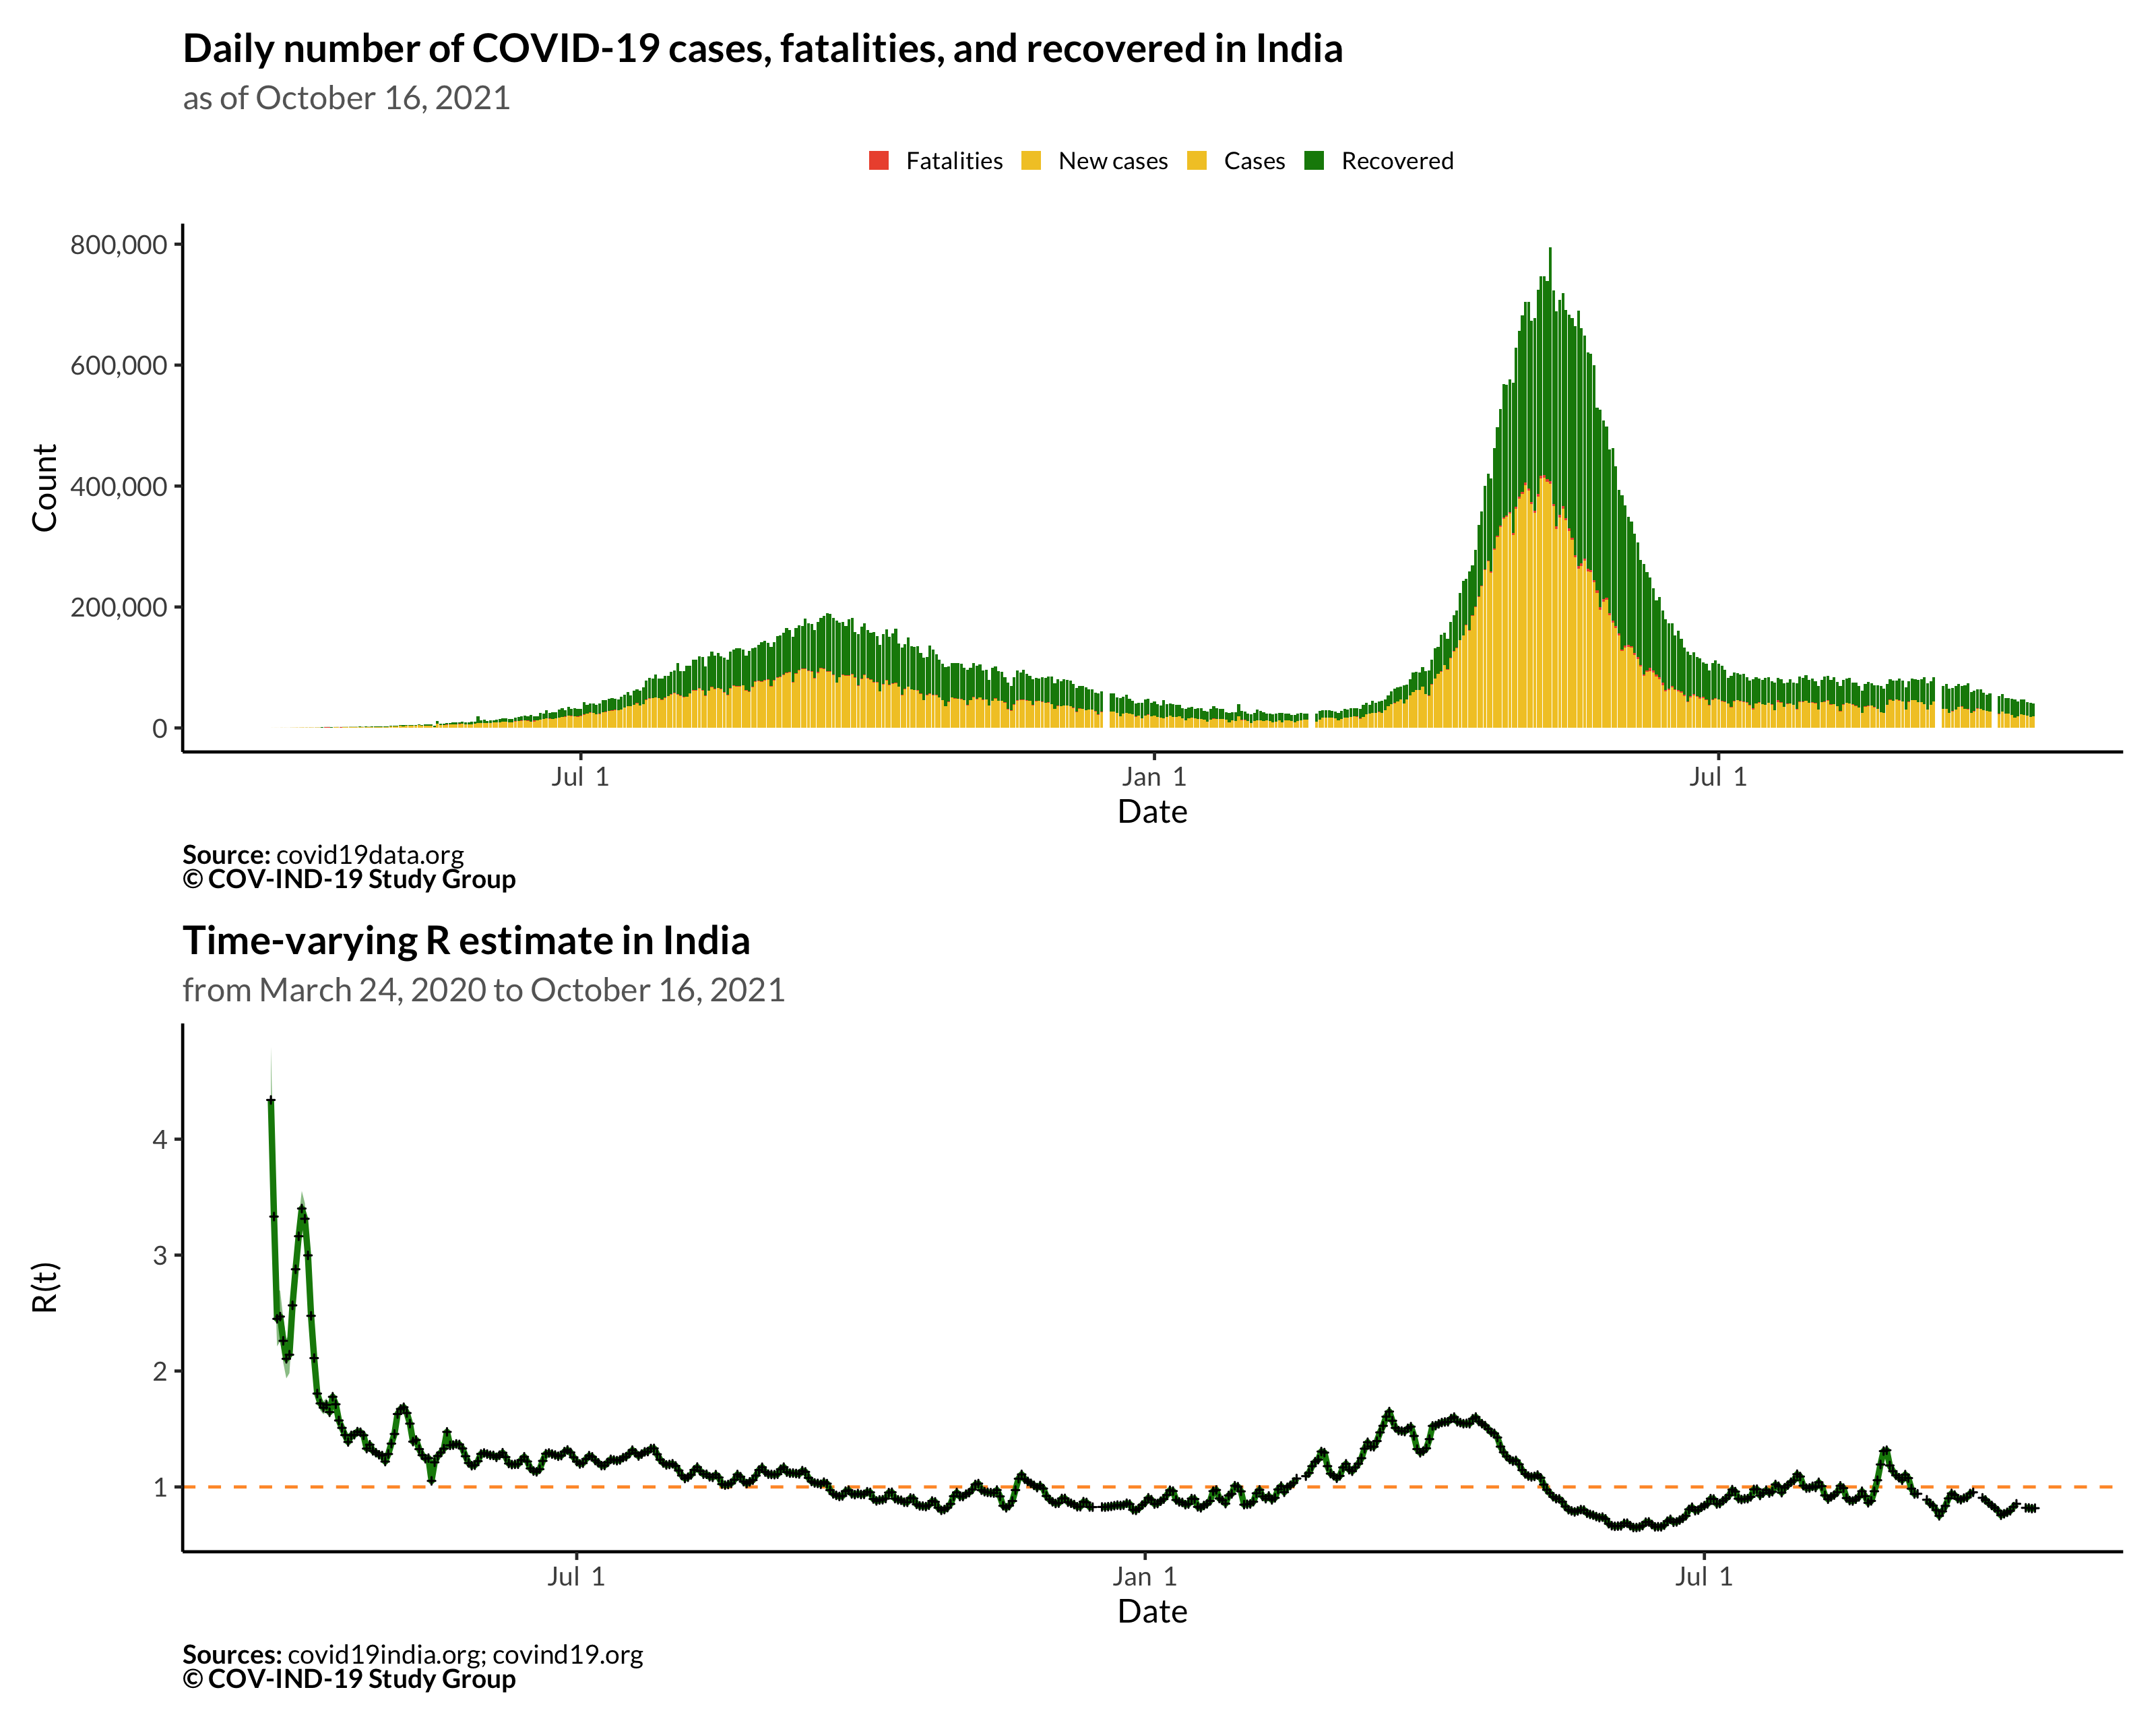 Daily number of COVID-19 cases, fatalities, and recovered in India
as of October 16, 2021
Fatalities New cases Cases Recovered
800,000
600,000
400,000
200,000
0
Count
Jul 1 Jan 1 Jul 1
Date
Source: covid19data.org
© COV-IND-19 Study Group
Time-varying R estimate in India
from March 24, 2020 to October 16, 2021
4
3
2
1
R(t)
Jul 1 Jan 1 Jul 1
Date
Sources: covid19india.org; covind19.org
© COV-IND-19 Study Group